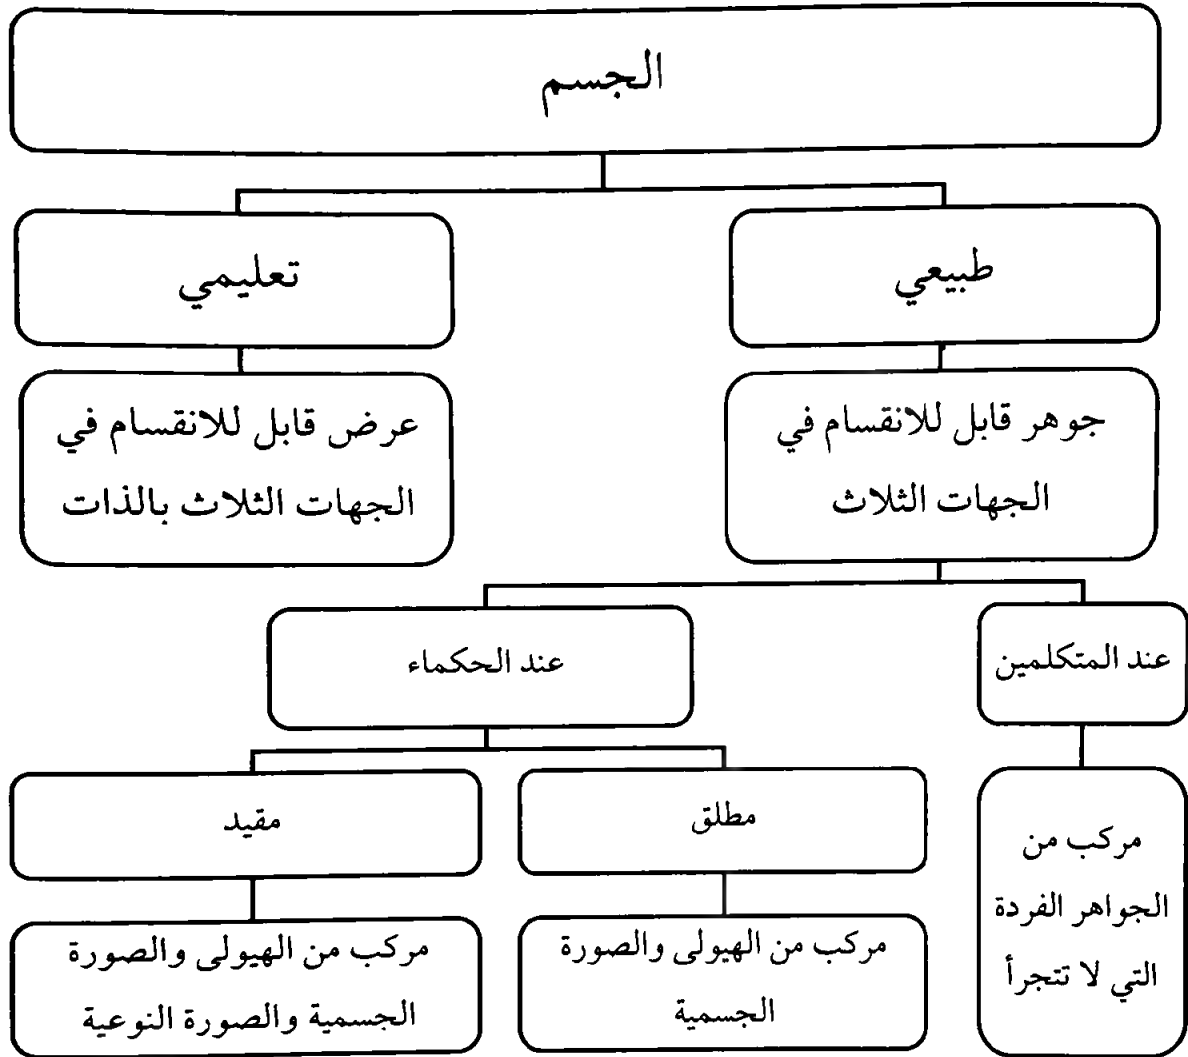 الجسم
طبيعي
تعليمي
جوهر قابل للانقسام في
الجهات الثلاث
عرض قابل للانقسام في
الجهات الثلاث بالذات
عند المتكلمين
عند الحكماء
مطلق
مقيد
مركب من
الجواهر الفردة
التي لا تتجرأ
مركب من الهيولى والصورة
الجسمية
مركب من الهيولى والصورة
الجسمية والصورة النوعية